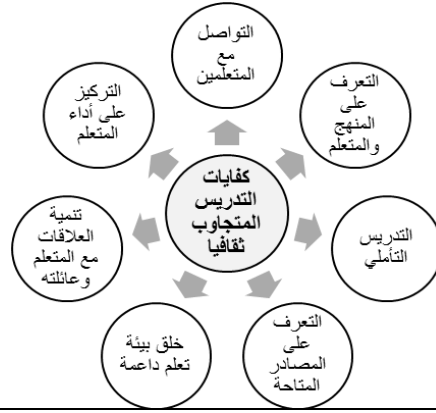 التواصل
مع
المتعلمين
التعرف
على
المنهج
والمتعلم
التدريس
التأملي
التعرف
على
المصادر
المتاحة
خلق بيئة
تعلم داعمة
تنمية
العلاقات
مع المتعلم
وعائلته
التركيز
على أداء
المتعلم
كفايات
التدريس
المتجاوب
ثقافيا